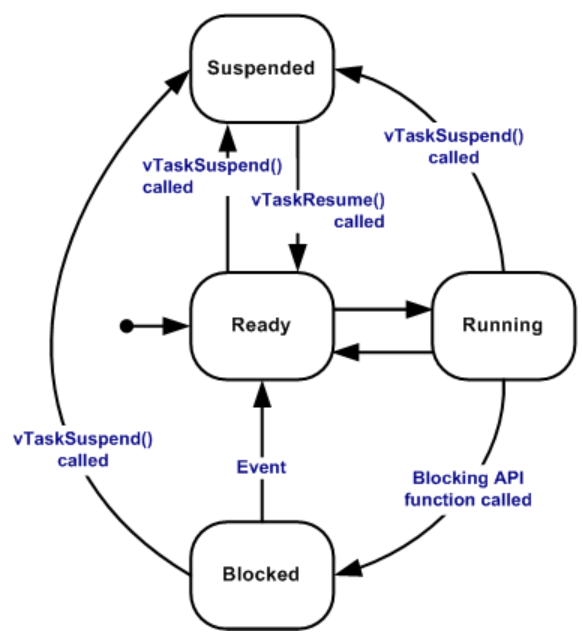 Suspended
vTaskSuspend()
called
vTaskSuspend()
called
vTaskResume()
called
Ready
Running
vTaskSuspend()
called
Event
Blocking API
function called
Blocked